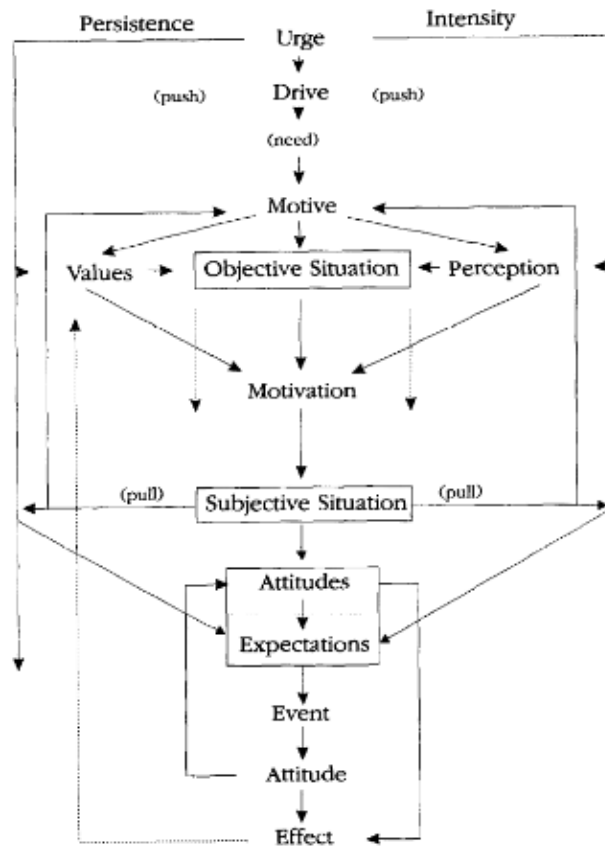 Persistence Intensity
Urge
(push) Drive (push)
(need)
Motive
Values Objective Situation Perception
Motivation
(pull) Subjective Situation (pull)
Attitudes
Expectations
Event
Attitude
Effect